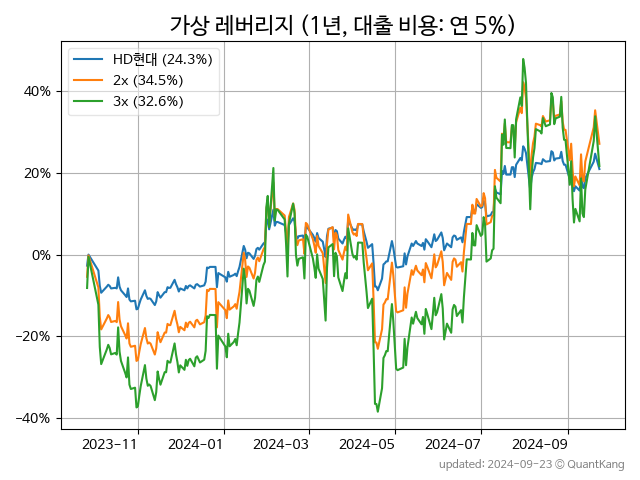 가상 레버리지 (1년, 대출 비용: 연 5%)
HD현대 (24.3%)
2x (34.5%)
3x (32.6%)
40%
20%
0%
−20%
−40%
2023-11 2024-01 2024-03 2024-05 2024-07 2024-09
updated: 2024-09-23 © QuantKang